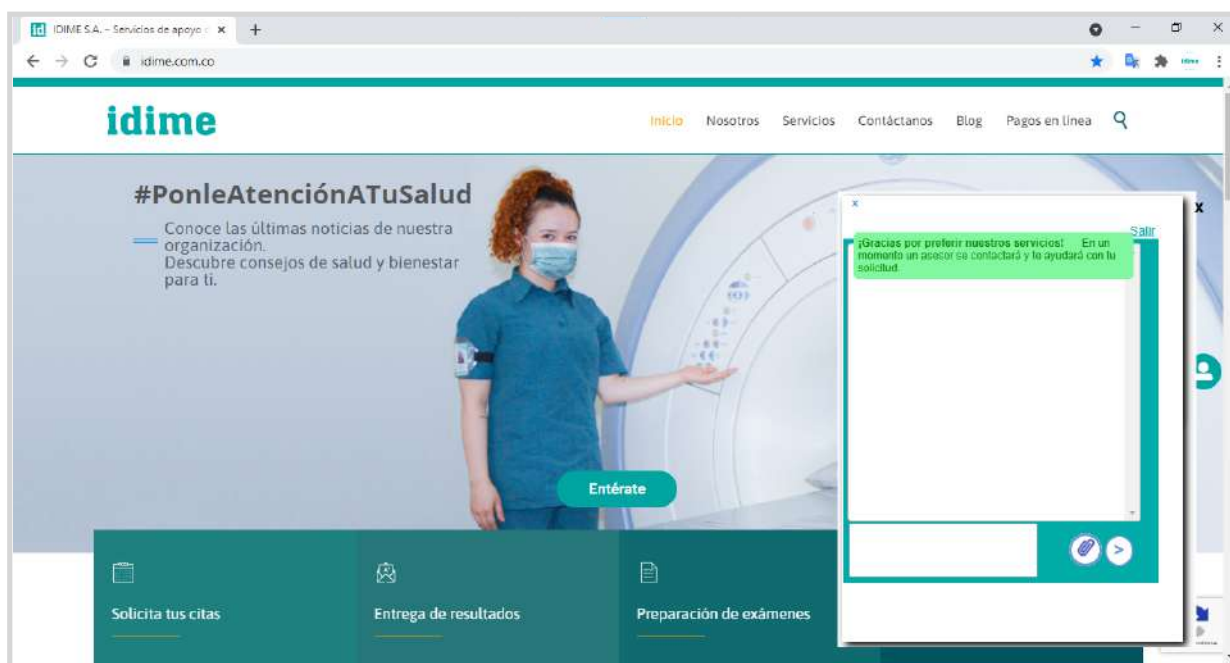 IDIME S.A. – Servicios de apoyo
idime.com.co
idime
Inicio Nosotros Servicios Contáctanos Blog Pagos en linea
#PonleAtenciónATuSalud
Conoce las últimas noticias de nuestra
organización.
Descubre consejos de salud y bienestar
para ti.
Entérate
x
X
Salir
¡Gracias por preferir nuestros servicios! En un
momento un asesor se contactará y te ayudará con tu
solicitud.
Solicita tus citas
Entrega de resultados
Preparación de exámenes